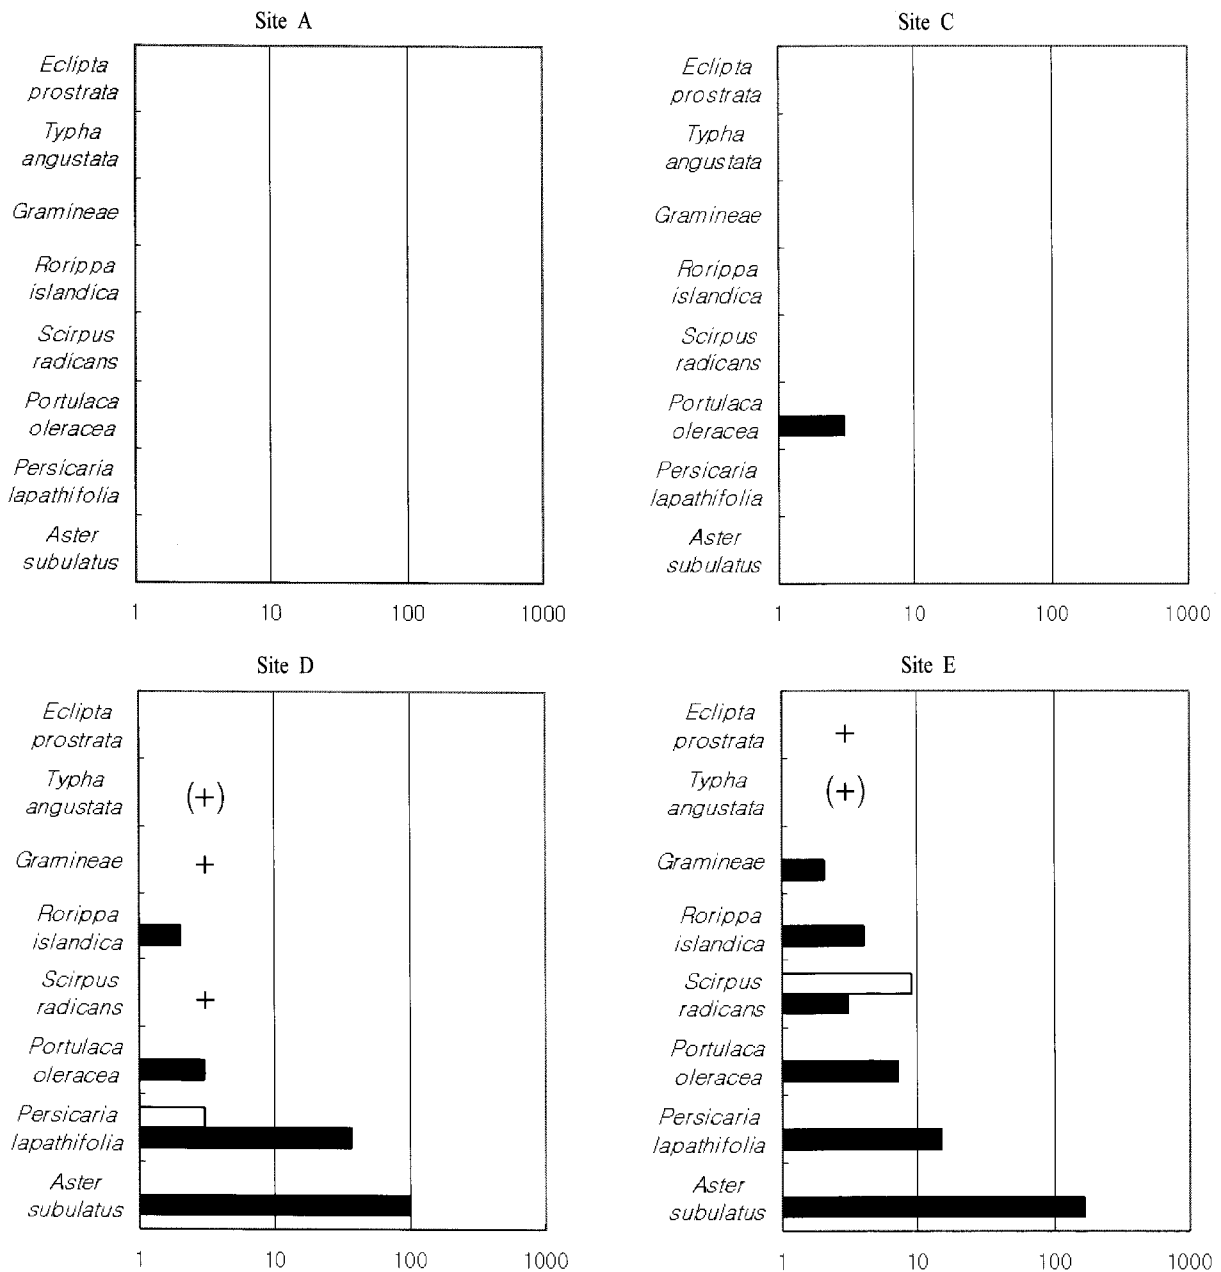 Site A
Eclipta
prostrata
Typha
angustata
Gramineae
Rorippa
islandica
Scirpus
radicans
Portulaca
oleracea
Persicaria
lapathifolia
Aster
subulatus
1 10 100 1000
Site C
Eclipta
prostrata
Typha
angustata
Gramineae
Rorippa
islandica
Scirpus
radicans
Portulaca
oleracea
Persicaria
lapathifolia
Aster
subulatus
1 10 100 1000
Site D
Eclipta
prostrata
Typha
angustata
(+)
Gramineae +
Rorippa
islandica
Scirpus
radicans +
Portulaca
oleracea
Persicaria
lapathifolia
Aster
subulatus
1 10 100 1000
Site E
Eclipta
prostrata +
Typha
angustata
(+)
Gramineae
Rorippa
islandica
Scirpus
radicans
Portulaca
oleracea
Persicaria
lapathifolia
Aster
subulatus
1 10 100 1000